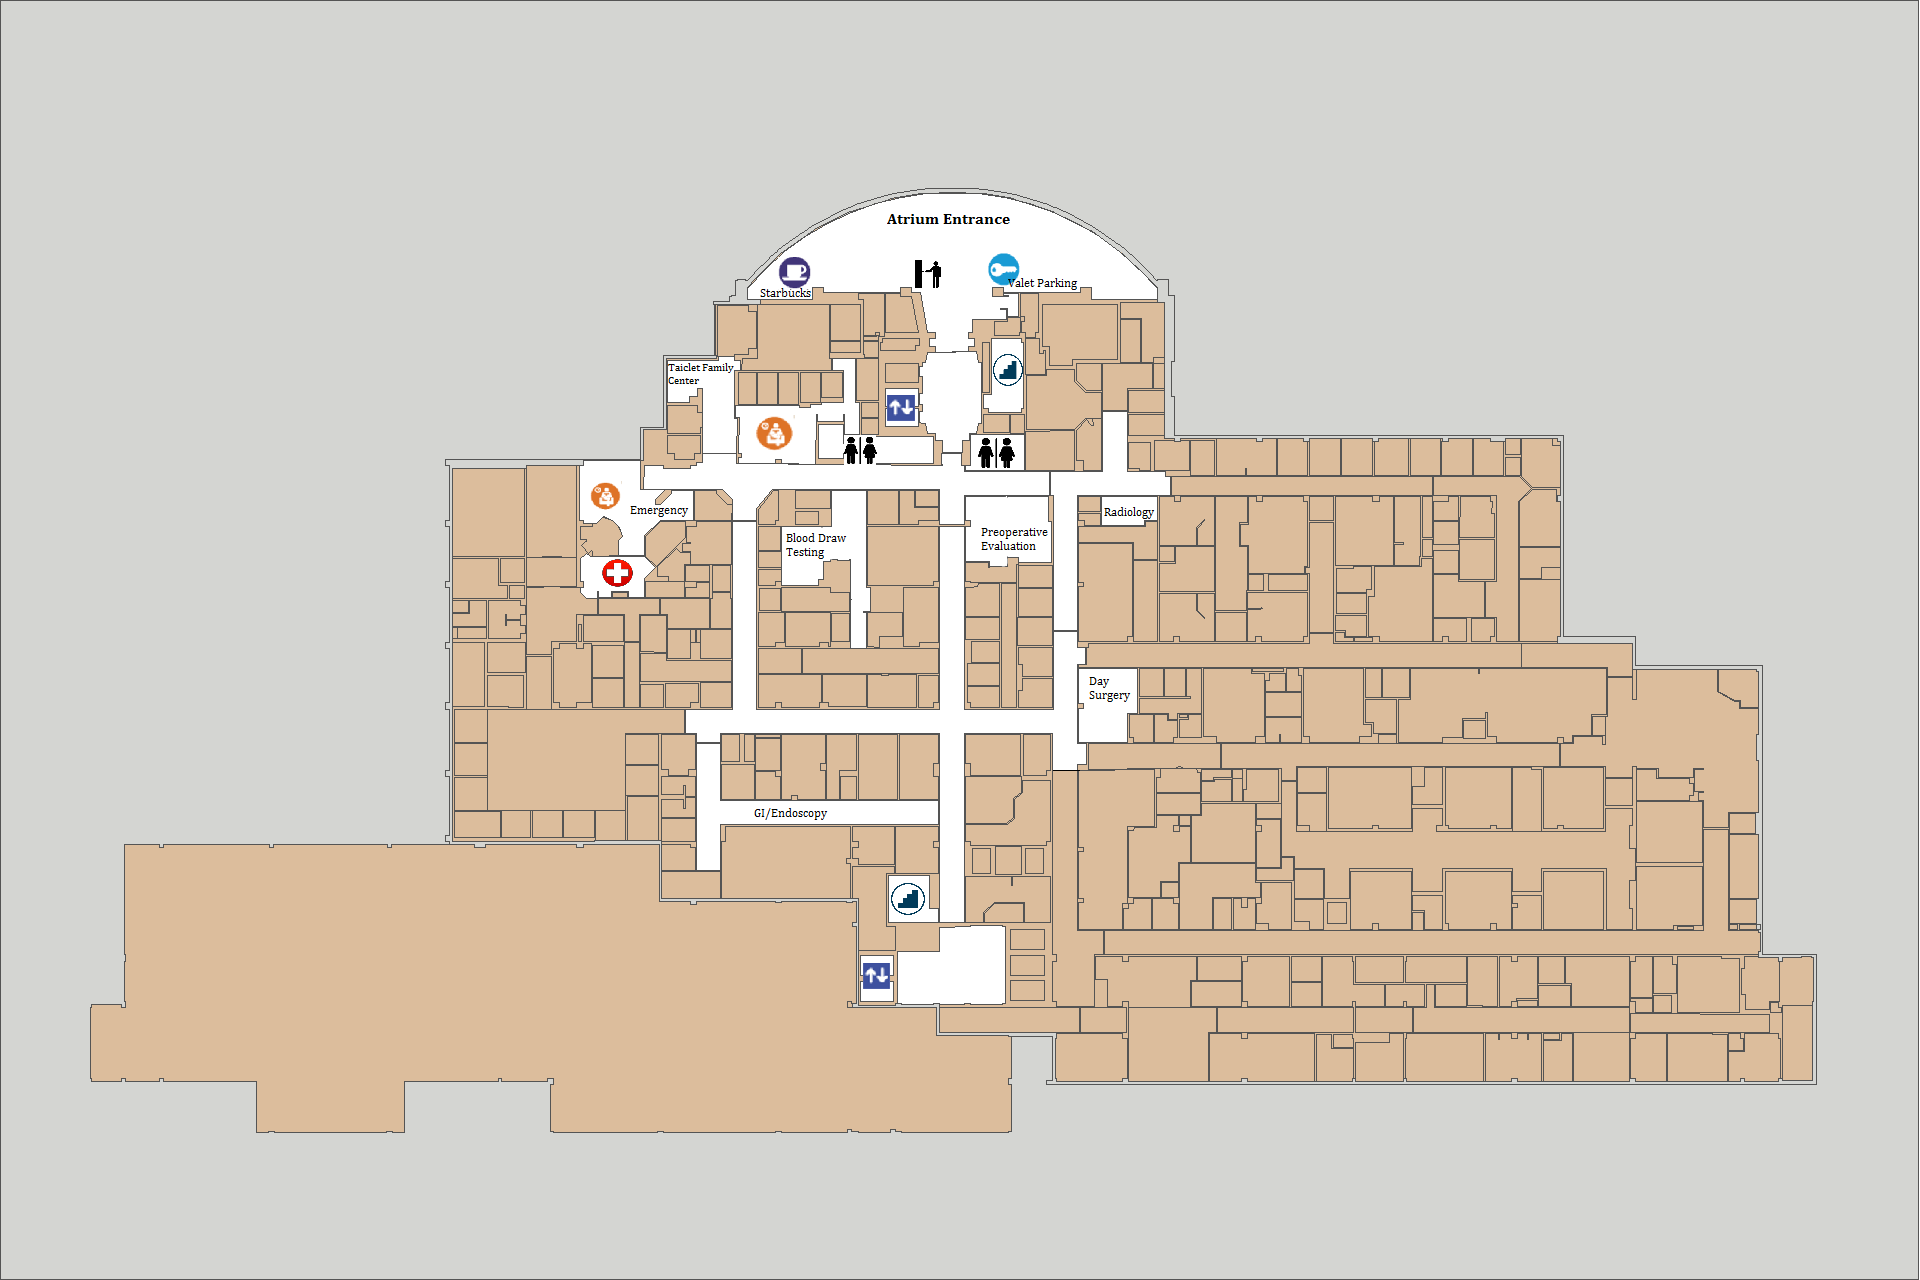 Atrium Entrance
Starbucks
Valet Parking
Taiclet Family
Center
Emergency
Radiology
Blood Draw
Testing
Preoperative
Evaluation
Day
Surgery
GI/Endoscopy